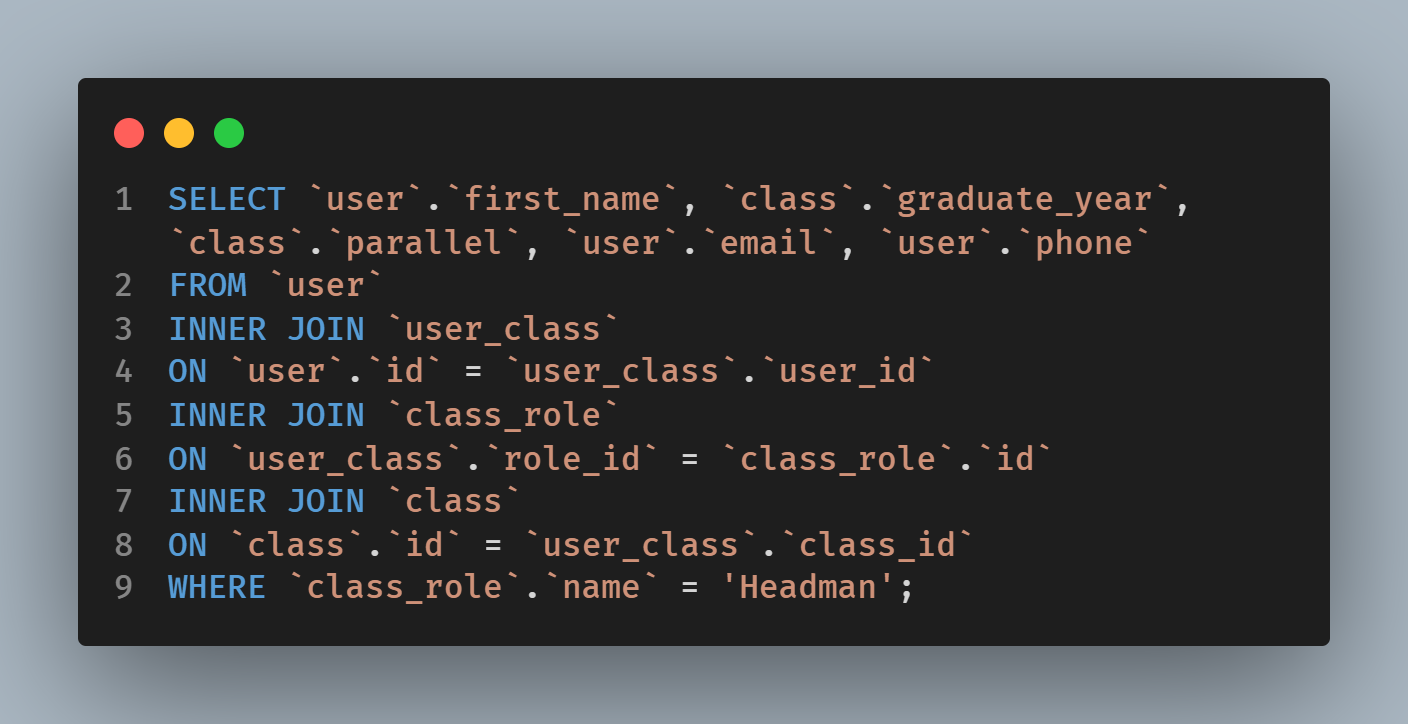 1 SELECT `user`.`first_name`, `class`.`graduate_year`,
`class`.`parallel`, `user`.`email`, `user`.`phone`
2 FROM `user`
3 INNER JOIN `user_class`
4 ON `user`.`id` = `user_class`.`user_id`
5 INNER JOIN `class_role`
6 ON `user_class`.`role_id` = `class_role`.`id`
7 INNER JOIN `class`
8 ON `class`.`id` = `user_class`.`class_id`
9 WHERE `class_role`.`name` = 'Headman';